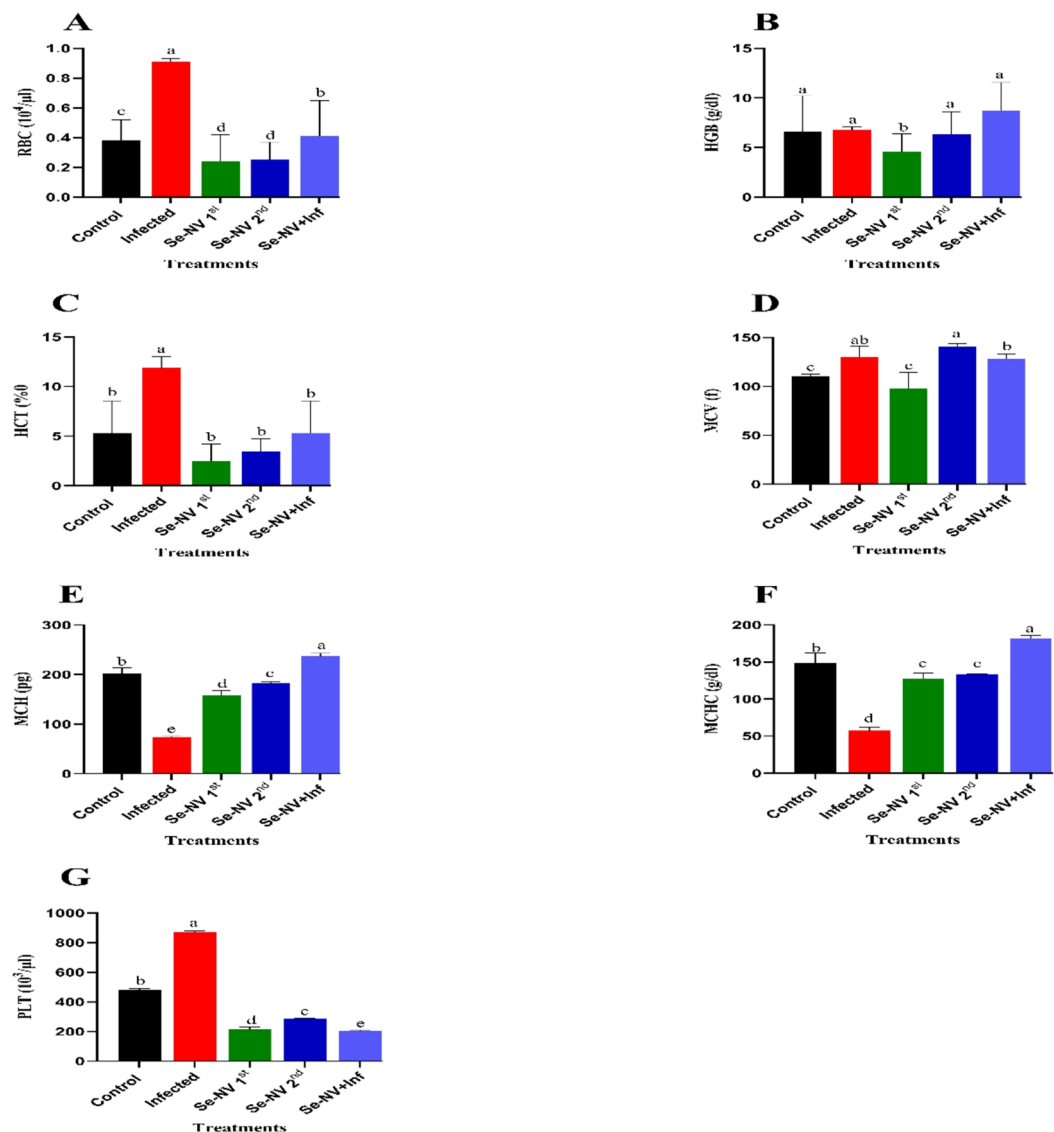 A
RBC (10⁴/µl)
1.0
0.8
0.6
0.4
0.2
0.0
c
a
d
d
b
Control
Infected
Se-NV 1st
Se-NV 2nd
Se-NV+Inf
Treatments
B
HGB (g/dl)
15
10
5
0
a
a
b
a
a
Control
Infected
Se-NV 1st
Se-NV 2nd
Se-NV+Inf
Treatments
C
HCT (%0
15
10
5
0
b
a
b
b
b
Control
Infected
Se-NV 1st
Se-NV 2nd
Se-NV+Inf
Treatments
D
MCV (f)
150
100
50
0
c
ab
c
a
b
Control
Infected
Se-NV 1st
Se-NV 2nd
Se-NV+Inf
Treatments
E
MCH (pg)
300
200
100
0
b
e
d
c
a
Control
Infected
Se-NV 1st
Se-NV 2nd
Se-NV+Inf
Treatments
F
MCHC (g/dl)
200
150
100
50
0
b
d
c
c
a
Control
Infected
Se-NV 1st
Se-NV 2nd
Se-NV+Inf
Treatments
G
PLT (10³/µl)
1000
800
600
400
200
0
b
a
d
c
e
Control
Infected
Se-NV 1st
Se-NV 2nd
Se-NV+Inf
Treatments